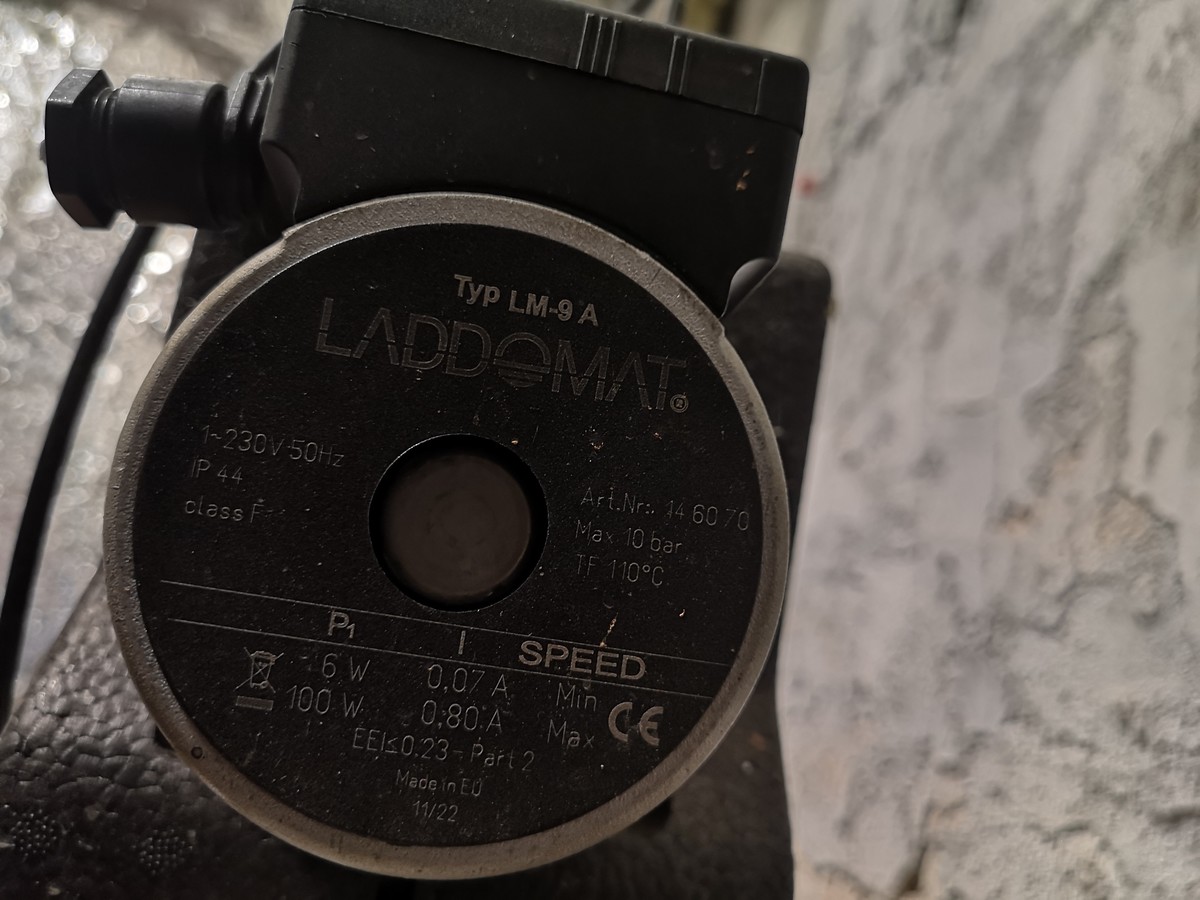 Typ LM-9 A
LADDOMAT®
1~230V 50Hz
IP 44
class F
Art.Nr.: 14 60 70
Max 10 bar
TF 110°C
P₁ I SPEED
6 W 0,07 A Min
100 W 0,80 A Max
CE
EEI≤0.23 - Part 2
Made in EU
11/22